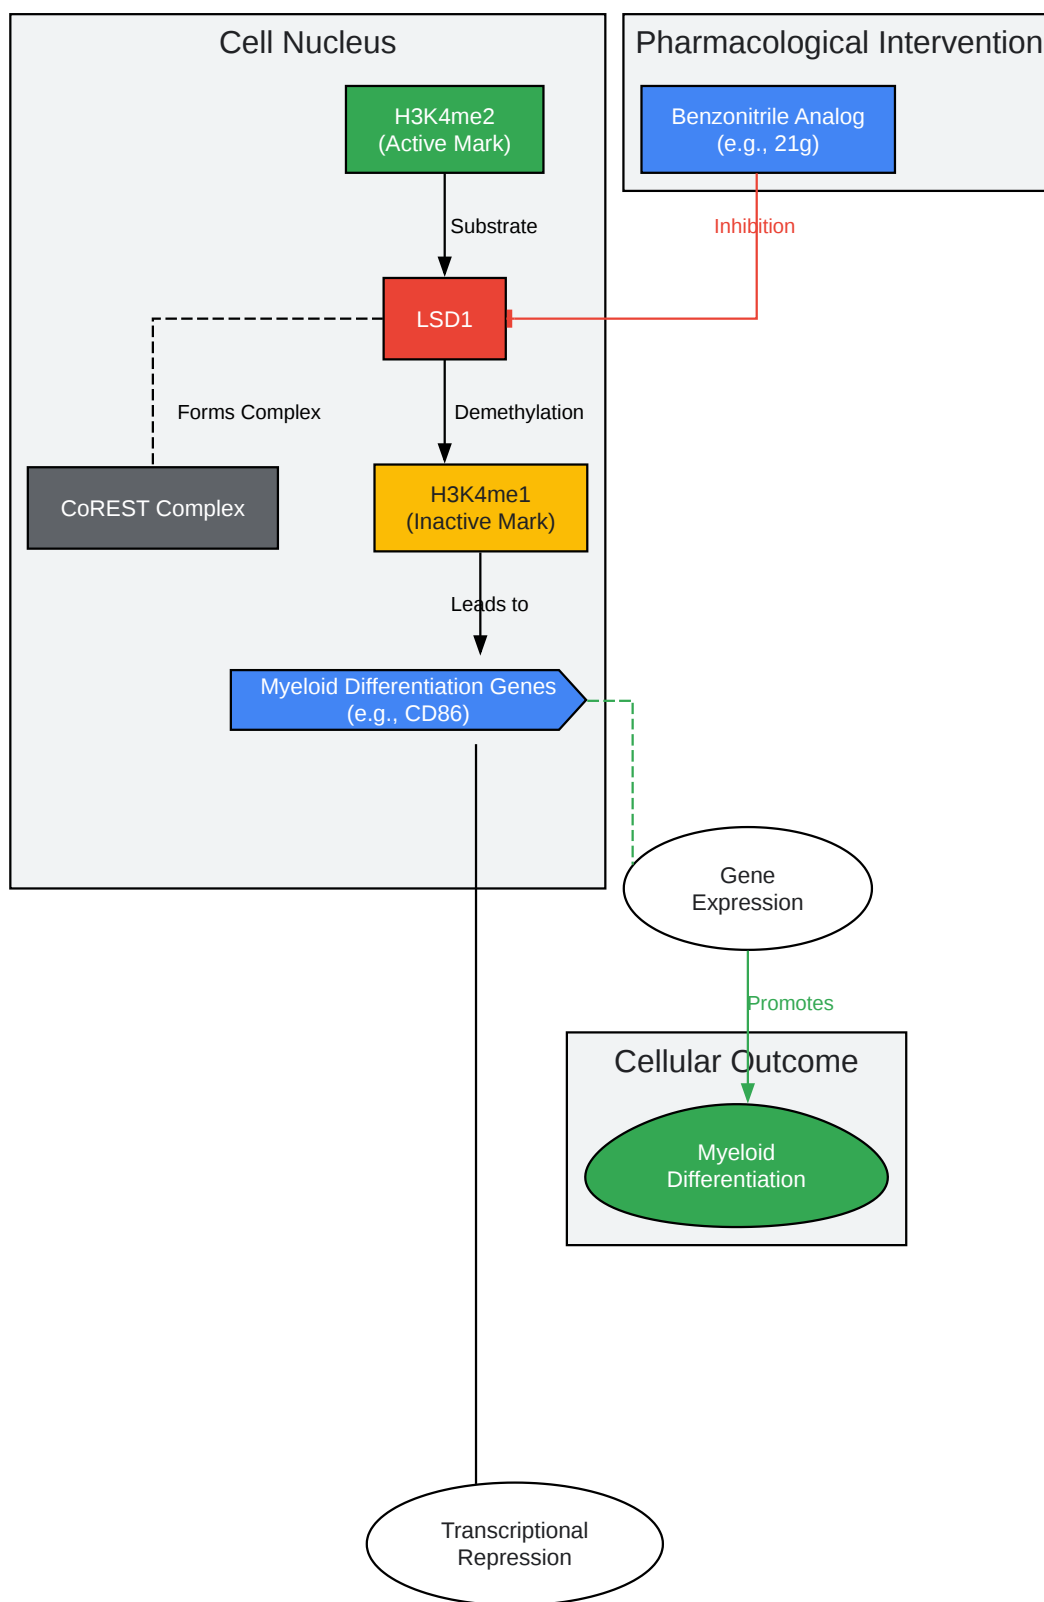 Cell Nucleus
Pharmacological Intervention
H3K4me2
(Active Mark)
Benzonitrile Analog
(e.g., 21g)
Substrate
Inhibition
LSD1
Forms Complex
Demethylation
CoREST Complex
H3K4me1
(Inactive Mark)
Leads to
Myeloid Differentiation Genes
(e.g., CD86)
Gene
Expression
Promotes
Cellular Outcome
Myeloid
Differentiation
Transcriptional
Repression